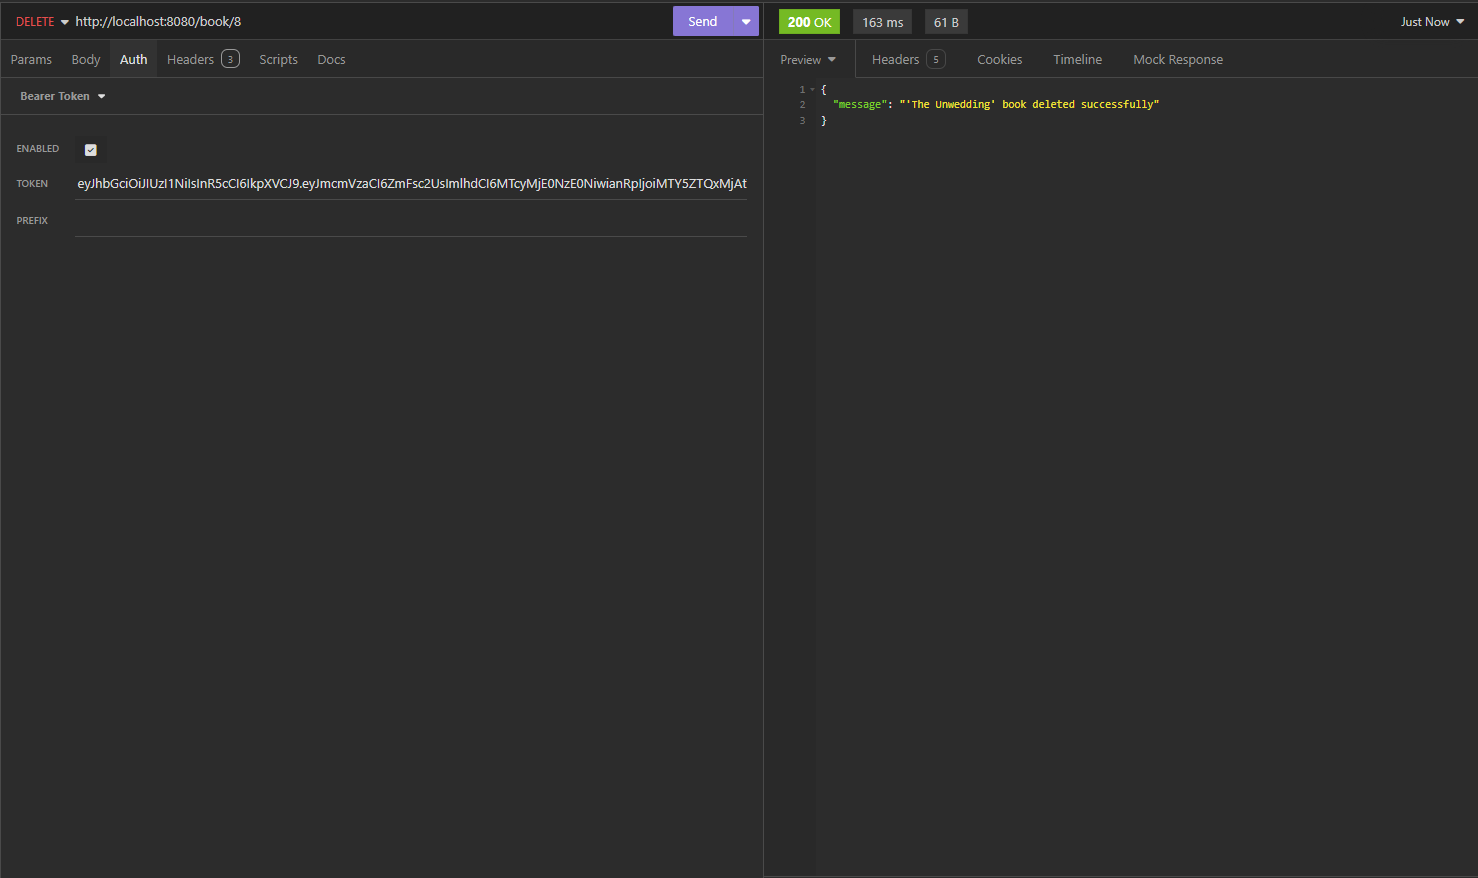 DELETE http://localhost:8080/book/8 Send
Params Body Auth Headers 3 Scripts Docs
Bearer Token
ENABLED
TOKEN eyJhbGciOiJIUzI1NiIsInR5cCI6IkpXVCJ9.eyJmcmVzaCI6ZmFsc2UsImlhdCI6MTcyMjE0NzE0NiwianRpIjoiMTY5ZTQxMjAt
PREFIX
200 OK 163 ms 61 B Just Now
Preview Headers 5 Cookies Timeline Mock Response
1 {
2 "message": "'The Unwedding' book deleted successfully"
3 }